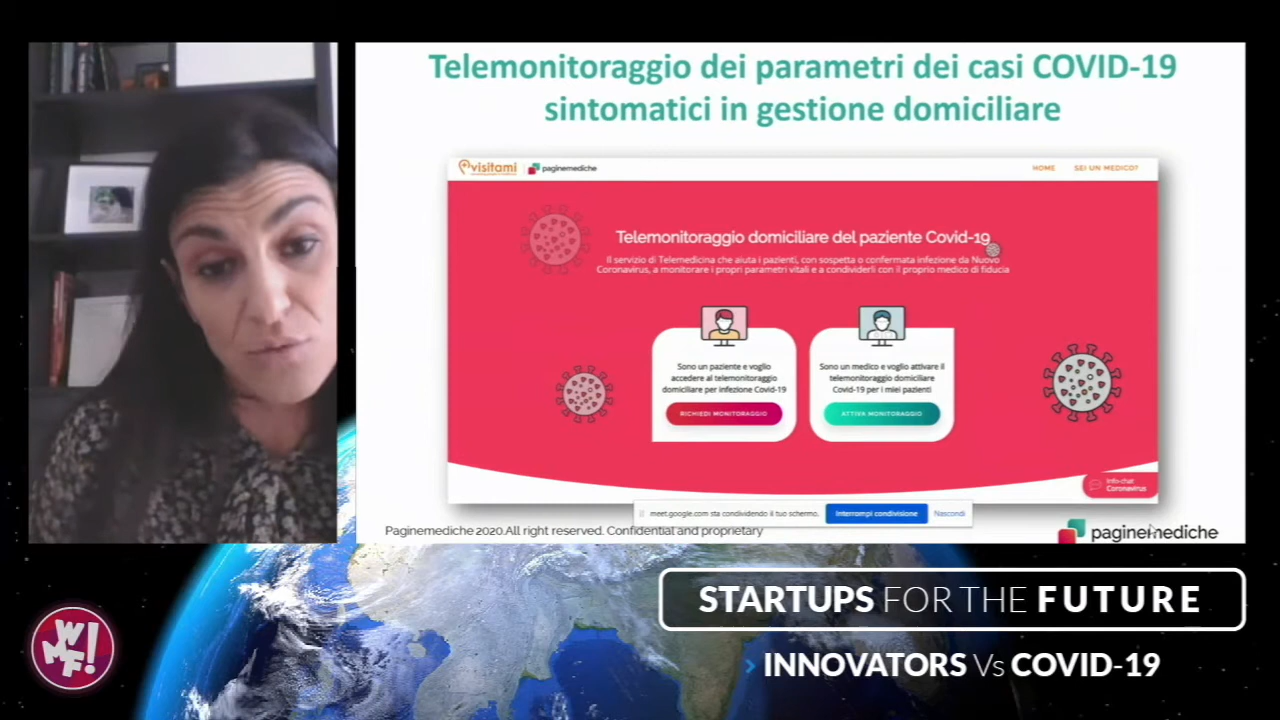 Telemonitoraggio dei parametri dei casi COVID-19
sintomatici in gestione domiciliare
visitami
paginemediche
HOME
SEI UN MEDICO?
Telemonitoraggio domiciliare del paziente Covid-19
Il servizio di Telemedicina che aiuta i pazienti, con sospetta o confermata infezione da Nuovo
Coronavirus, a monitorare i propri parametri vitali e a condividerli con il proprio medico di fiducia
Sono un paziente e voglio
accedere al telemonitoraggio
domiciliare per infezione Covid-19
RICHIEDI MONITORAGGIO
Sono un medico e voglio attivare il
telemonitoraggio domiciliare
Covid-19 per i miei pazienti
ATTIVA MONITORAGGIO
Info-chat
Coronavirus
meet.google.com sta condividendo il tuo schermo.
Interrompi condivisione
Nascondi
Paginemediche 2020.All right reserved. Confidential and proprietary
paginemediche
STARTUPS FOR THE FUTURE
INNOVATORS Vs COVID-19
WMF!